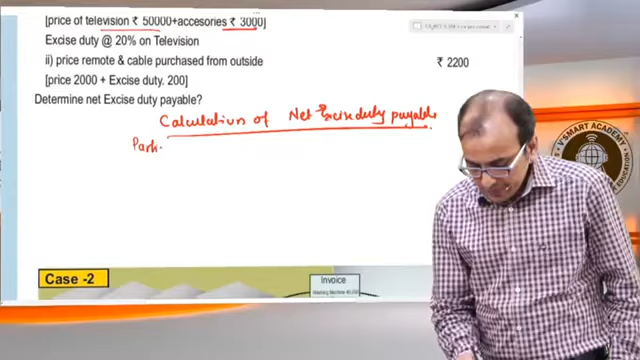 [price of television ₹ 50000+accesories ₹ 3000]
Excise duty @ 20% on Television
ii) price remote & cable purchased from outside ₹ 2200
[price 2000 + Excise duty. 200]
Determine net Excise duty payable?
Calculation of Net Excise duty payable
Parti.
Case -2
Invoice
V'SMART ACADEMY
EDUCATION